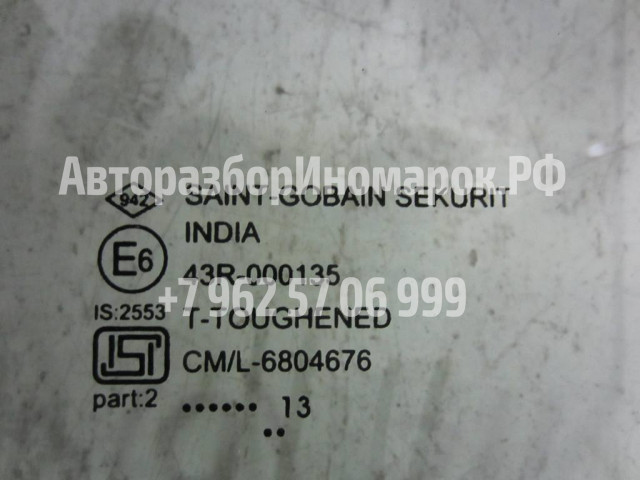 АвторазборИномарок.РФ
942 SAINT-GOBAIN SEKURIT
INDIA
E6
43R-000135
+7 962 57 06 999
IS:2553 T-TOUGHENED
ISI CM/L-6804676
part:2 •••••• 13
••